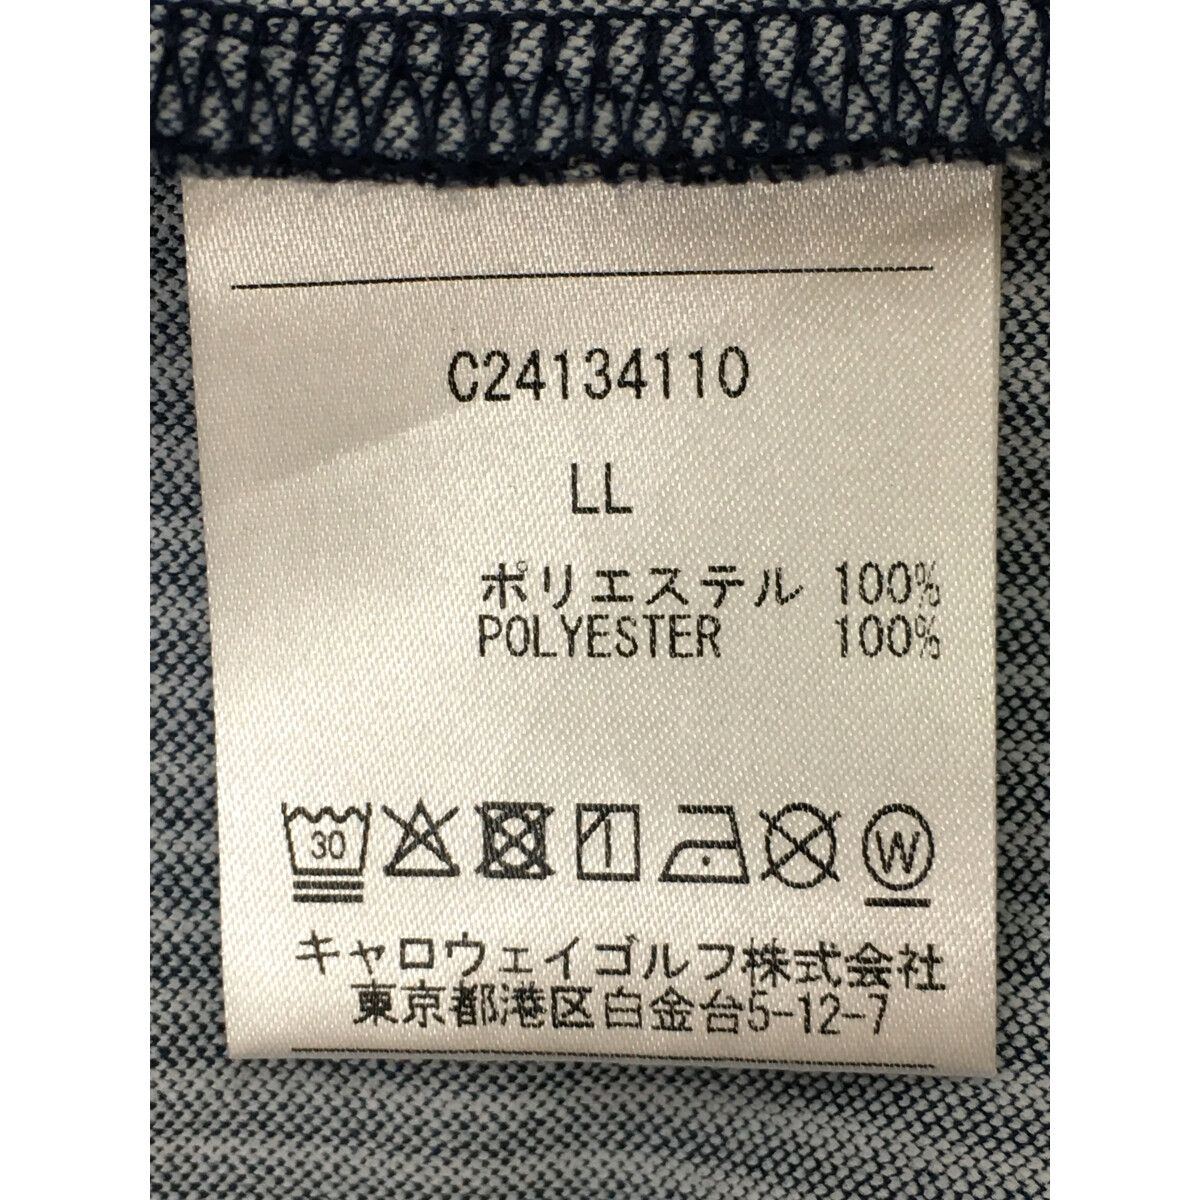 C24134110
LL
ポリエステル 100%
POLYESTER 100%
30
W
キャロウェイゴルフ株式会社
東京都港区白金台5-12-7